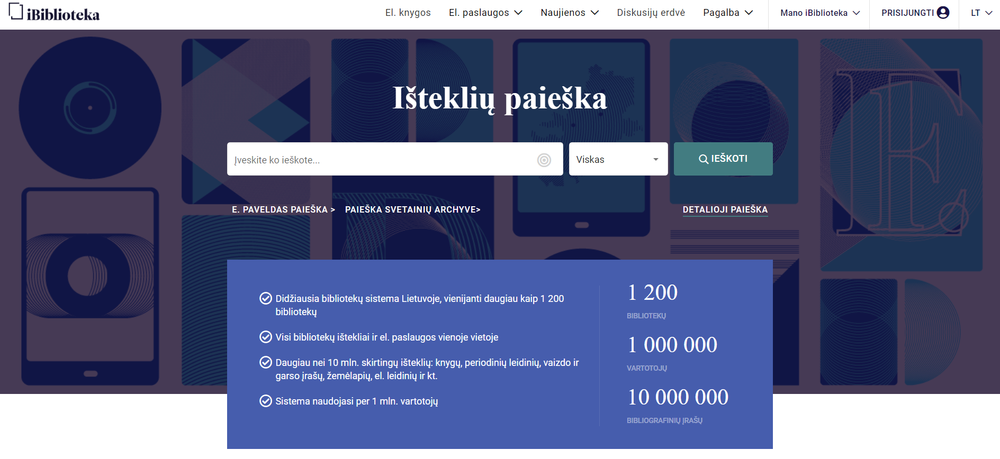 iBiblioteka
El. knygos
El. paslaugos
Naujienos
Diskusijų erdvė
Pagalba
Mano iBiblioteka
PRISIJUNGTI
LT
Išteklių paieška
Įveskite ko ieškote...
Viskas
IEŠKOTI
E. PAVELDAS PAIEŠKA >
PAIEŠKA SVETAINIŲ ARCHYVE>
DETALIOJI PAIEŠKA
Didžiausia bibliotekų sistema Lietuvoje, vienijanti daugiau kaip 1 200
bibliotekų
Visi bibliotekų ištekliai ir el. paslaugos vienoje vietoje
Daugiau nei 10 mln. skirtingų išteklių: knygų, periodinių leidinių, vaizdo ir
garso įrašų, žemėlapių, el. leidinių ir kt.
Sistema naudojasi per 1 mln. vartotojų
1 200
BIBLIOTEKŲ
1 000 000
VARTOTOJŲ
10 000 000
BIBLIOGRAFINIŲ ĮRAŠŲ